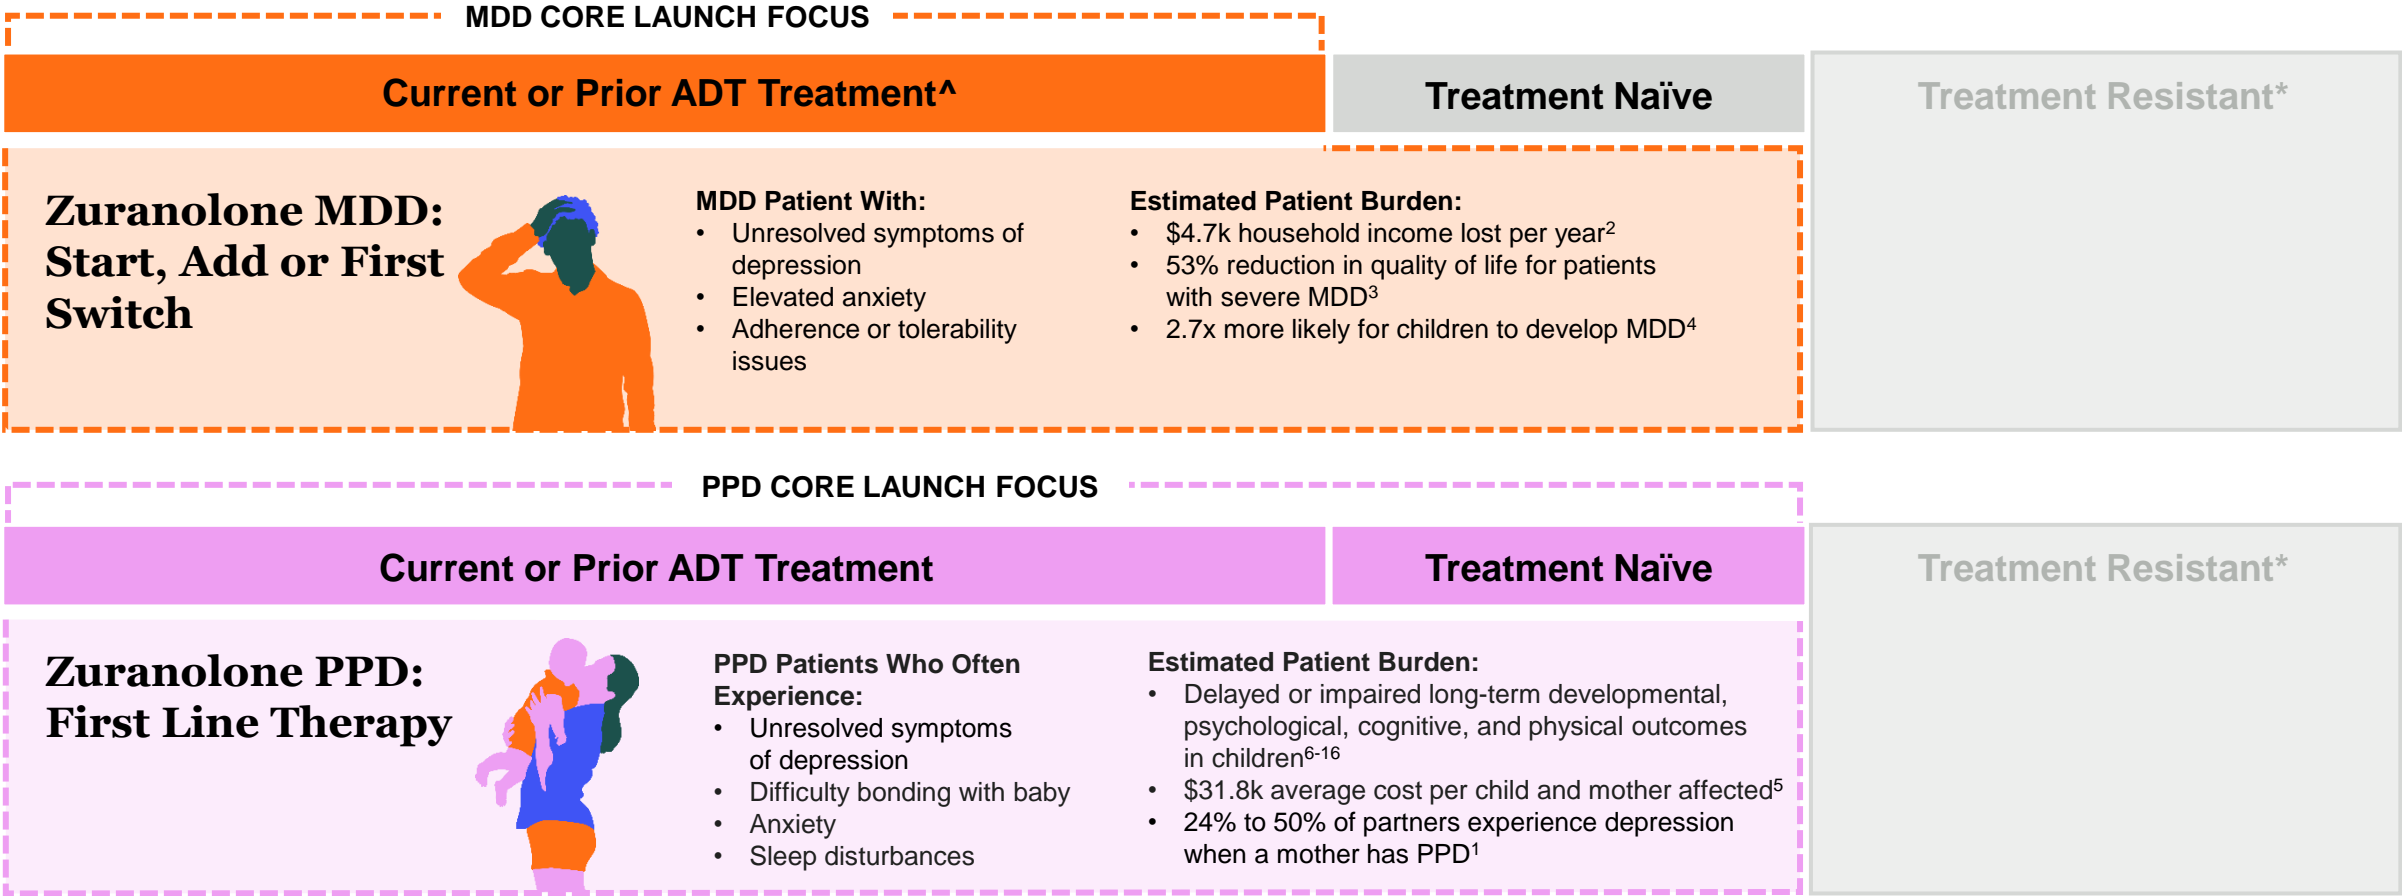 MDD CORE LAUNCH FOCUS
Current or Prior ADT Treatment^
Treatment Naïve
Treatment Resistant*
Zuranolone MDD:
Start, Add or First
Switch
MDD Patient With:
• Unresolved symptoms of
depression
• Elevated anxiety
• Adherence or tolerability
issues
Estimated Patient Burden:
• $4.7k household income lost per year2
• 53% reduction in quality of life for patients
with severe MDD3
• 2.7x more likely for children to develop MDD4
PPD CORE LAUNCH FOCUS
Current or Prior ADT Treatment
Treatment Naïve
Treatment Resistant*
Zuranolone PPD:
First Line Therapy
PPD Patients Who Often
Experience:
• Unresolved symptoms
of depression
• Difficulty bonding with baby
• Anxiety
• Sleep disturbances
Estimated Patient Burden:
• Delayed or impaired long-term developmental,
psychological, cognitive, and physical outcomes
in children6-16
• $31.8k average cost per child and mother affected5
• 24% to 50% of partners experience depression
when a mother has PPD1